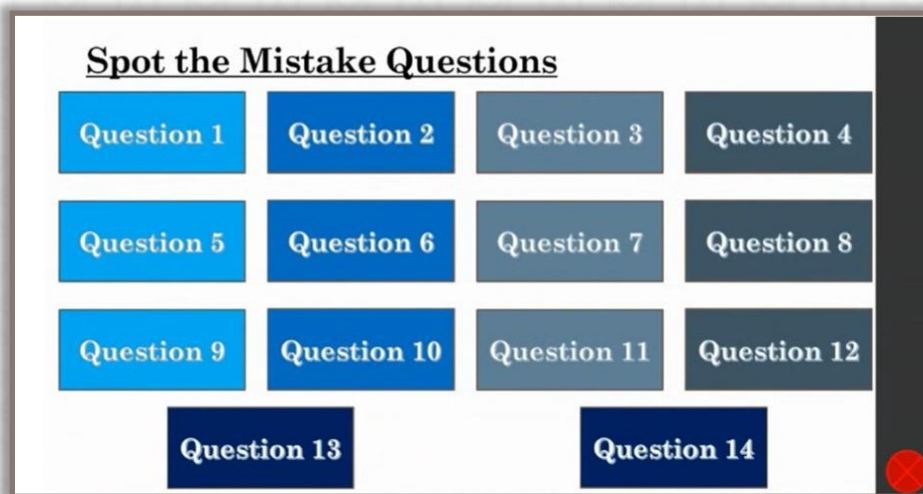 Spot the Mistake Questions
Question 1 Question 2 Question 3 Question 4
Question 5 Question 6 Question 7 Question 8
Question 9 Question 10 Question 11 Question 12
Question 13 Question 14